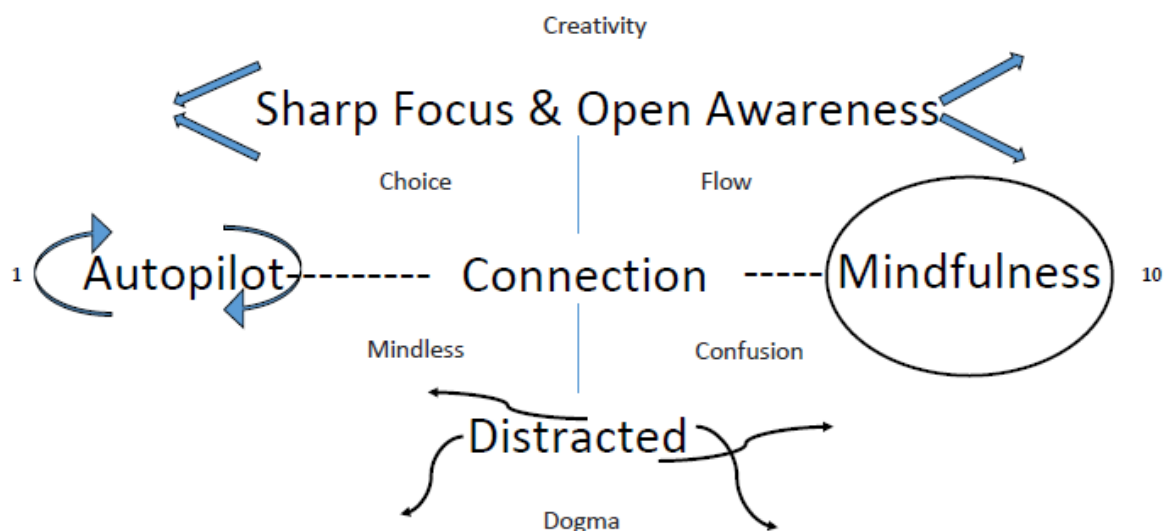 Creativity
Sharp Focus & Open Awareness
Choice Flow
1 Autopilot--------- Connection ----- Mindfulness 10
Mindless Confusion
Distracted
Dogma